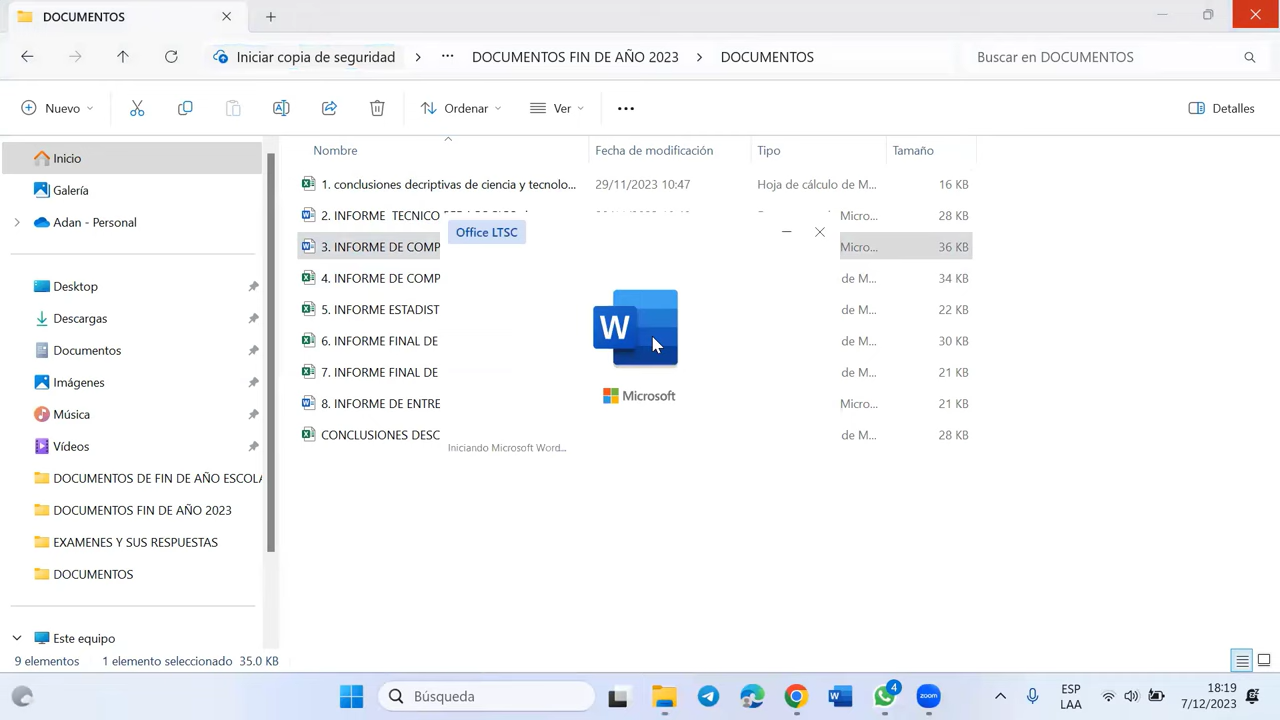 DOCUMENTOS
Iniciar copia de seguridad
DOCUMENTOS FIN DE AÑO 2023
DOCUMENTOS
Buscar en DOCUMENTOS
Nuevo
Ordenar
Ver
Detalles
Nombre
Fecha de modificación
Tipo
Tamaño
Inicio
Galería
Adan - Personal
Desktop
Descargas
Documentos
Imágenes
Música
Vídeos
DOCUMENTOS DE FIN DE AÑO ESCOLA
DOCUMENTOS FIN DE AÑO 2023
EXAMENES Y SUS RESPUESTAS
DOCUMENTOS
Este equipo
1. conclusiones decriptivas de ciencia y tecnolo... 29/11/2023 10:47 Hoja de cálculo de M... 16 KB
2. INFORME TECNICO Micro... 28 KB
3. INFORME DE COMP Micro... 36 KB
4. INFORME DE COMP de M... 34 KB
5. INFORME ESTADIST de M... 22 KB
6. INFORME FINAL DE de M... 30 KB
7. INFORME FINAL DE de M... 21 KB
8. INFORME DE ENTRE Micro... 21 KB
CONCLUSIONES DESC de M... 28 KB
Office LTSC
W
Microsoft
Iniciando Microsoft Word...
9 elementos 1 elemento seleccionado 35.0 KB
Búsqueda
W
4
zoom
ESP
LAA
18:19
7/12/2023